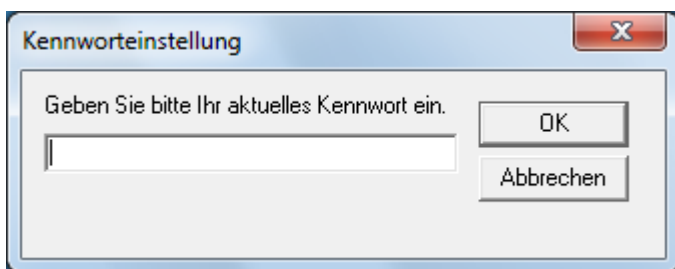 Kennworteinstellung
Geben Sie bitte Ihr aktuelles Kennwort ein.
OK
Abbrechen